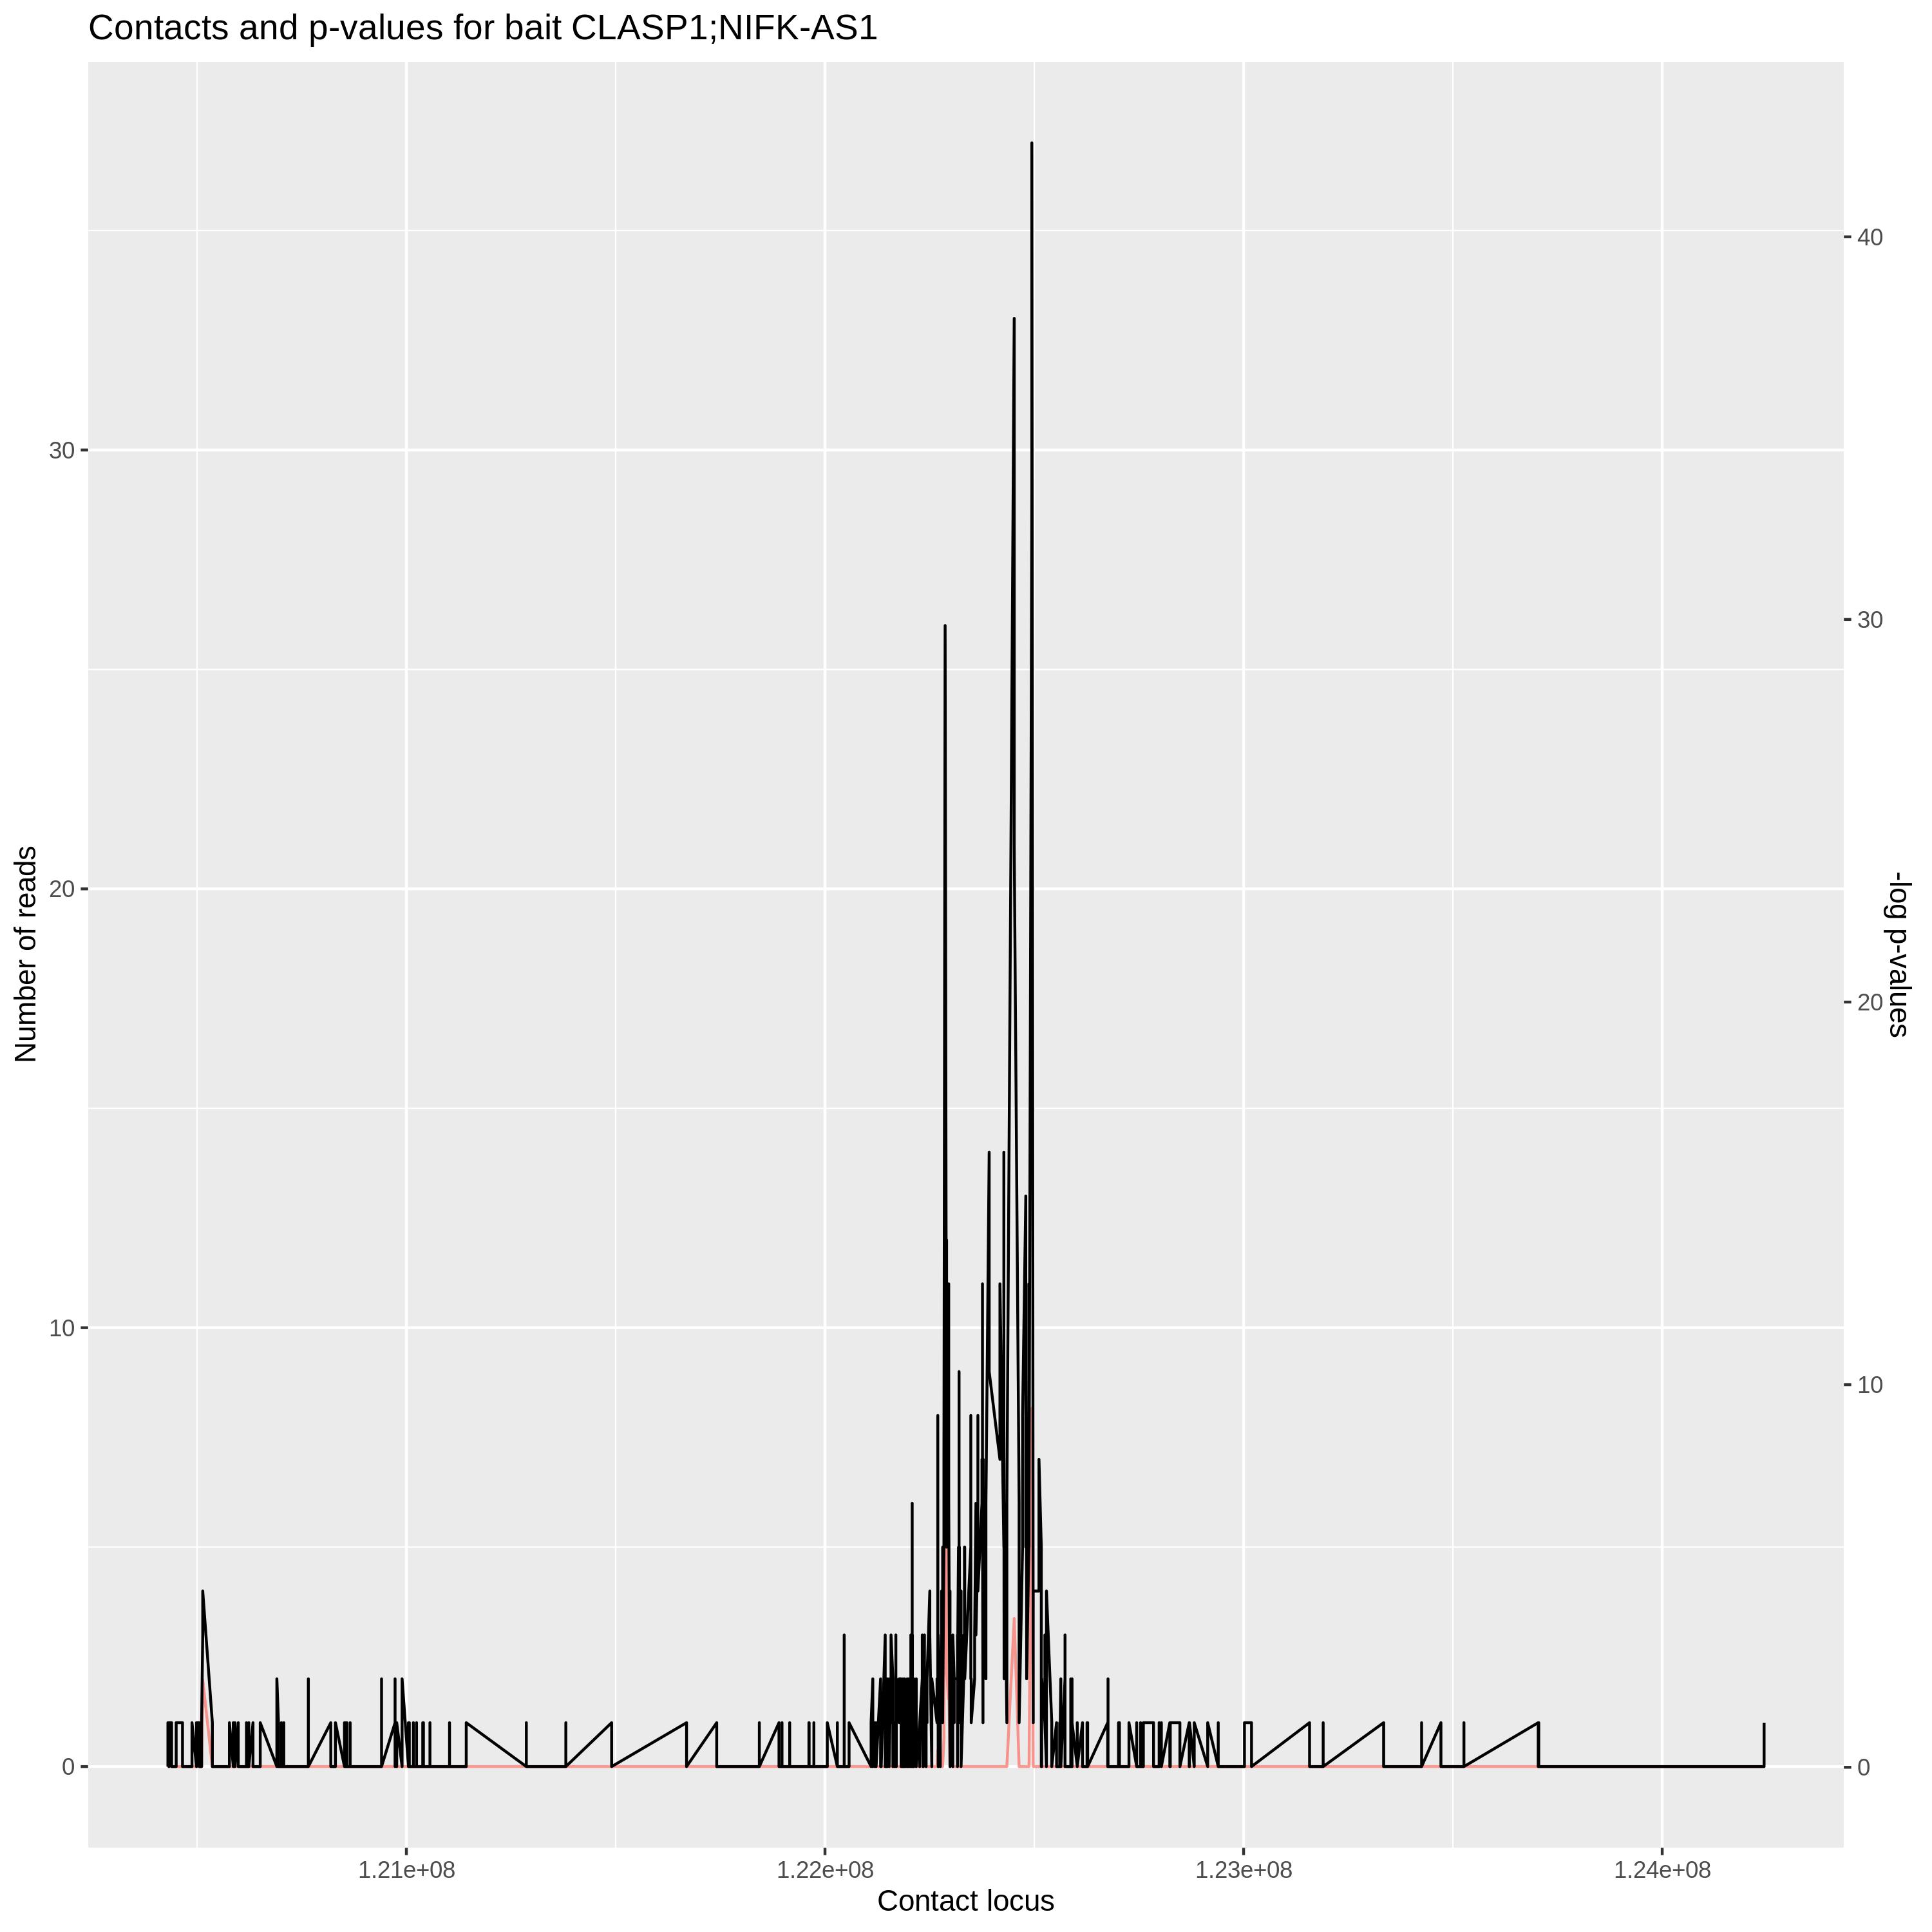 Contacts and p-values for bait CLASP1;NIFK-AS1
Number of reads
30
20
10
0
40
30
20
10
0
-log p-values
1.21e+08 1.22e+08 1.23e+08 1.24e+08
Contact locus